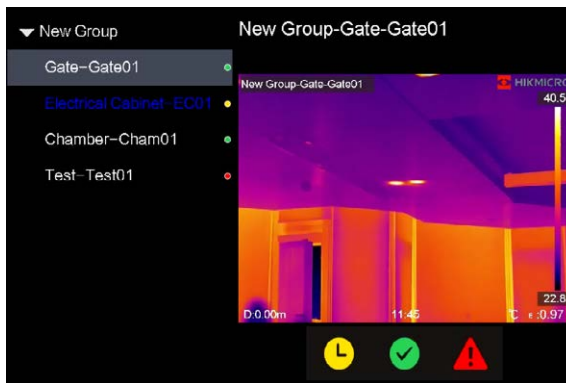 New Group
Gate-Gate01
Electrical Cabinet-EC01
Chamber-Cham01
Test-Test01
New Group-Gate-Gate01
New Group-Gate-Gate01
HIKMICRO
40.5
22.8
D:0.00m 11:45 ℃ ε:0.97